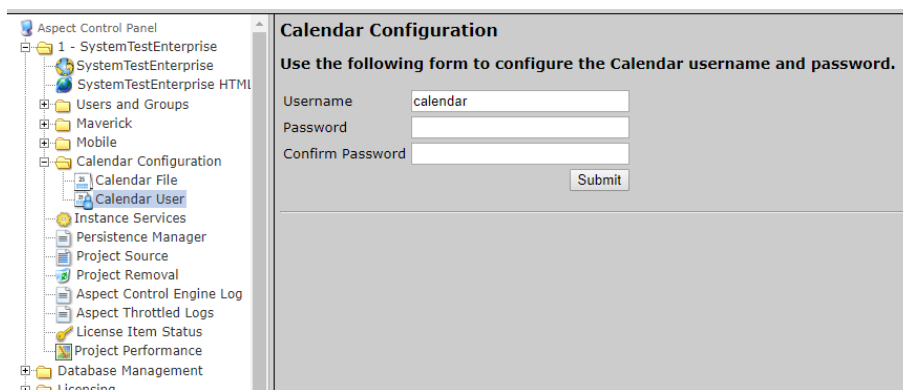 Aspect Control Panel
1 - SystemTestEnterprise
SystemTestEnterprise
SystemTestEnterprise HTML
Users and Groups
Maverick
Mobile
Calendar Configuration
Calendar File
Calendar User
Instance Services
Persistence Manager
Project Source
Project Removal
Aspect Control Engine Log
Aspect Throttled Logs
License Item Status
Project Performance
Database Management
Licensing
Calendar Configuration
Use the following form to configure the Calendar username and password.
Username calendar
Password
Confirm Password
Submit